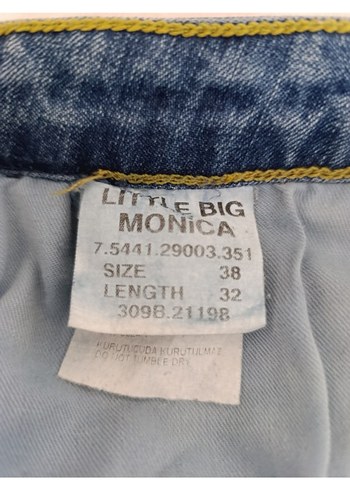 LITTLE BIG
MONiCA
7.5441.29003.351
SIZE 38
LENGTH 32
309B.21198
KURUTUCUDA KURUTULMAZ
DO NOT TUMBLE DRY